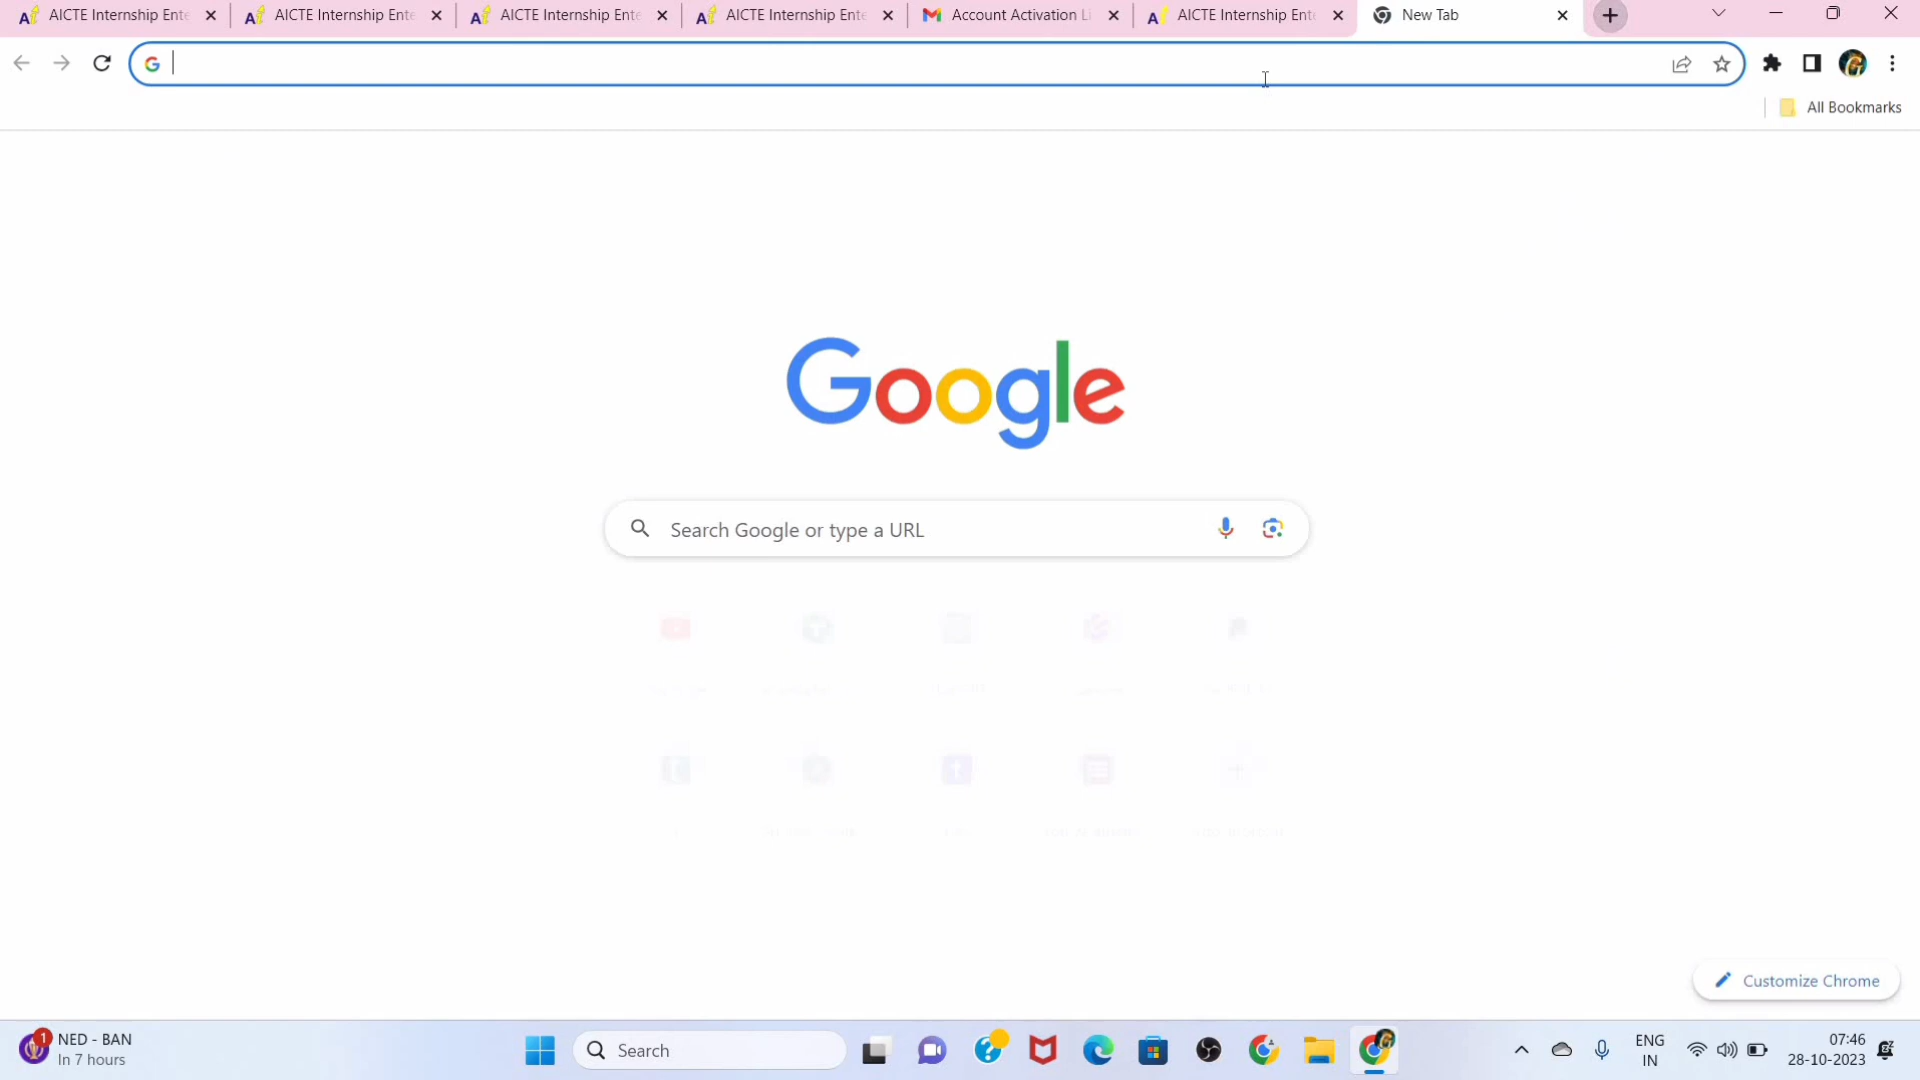 AICTE Internship Ente
AICTE Internship Ente
AICTE Internship Ente
AICTE Internship Ente
Account Activation Li
AICTE Internship Ente
New Tab
All Bookmarks
Google
Search Google or type a URL
Customize Chrome
1
NED - BAN
In 7 hours
Search
ENG
IN
07:46
28-10-2023